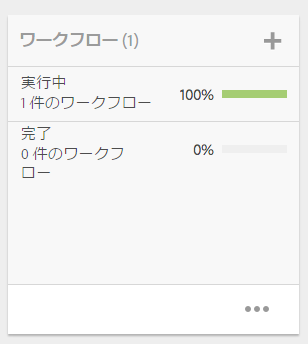 ワークフロー (1)
実行中
1 件のワークフロー
100%
完了
0 件のワークフ
ロー
0%